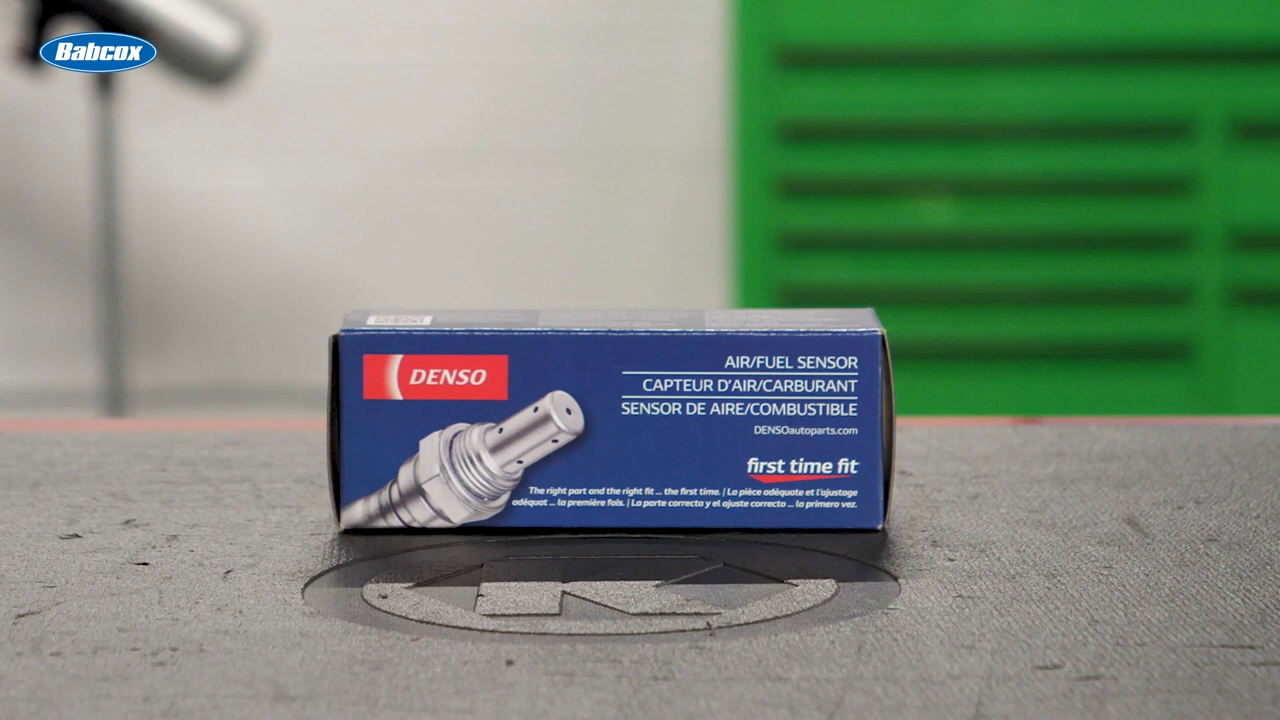 Babcox
DENSO
AIR/FUEL SENSOR
CAPTEUR D'AIR/CARBURANT
SENSOR DE AIRE/COMBUSTIBLE
DENSOautoparts.com
first time fit
The right part and the right fit ... the first time. | La pièce adéquate et l'ajustage
adéquat ... la première fois. | La parte correcta y el ajuste correcto ... la primera vez.